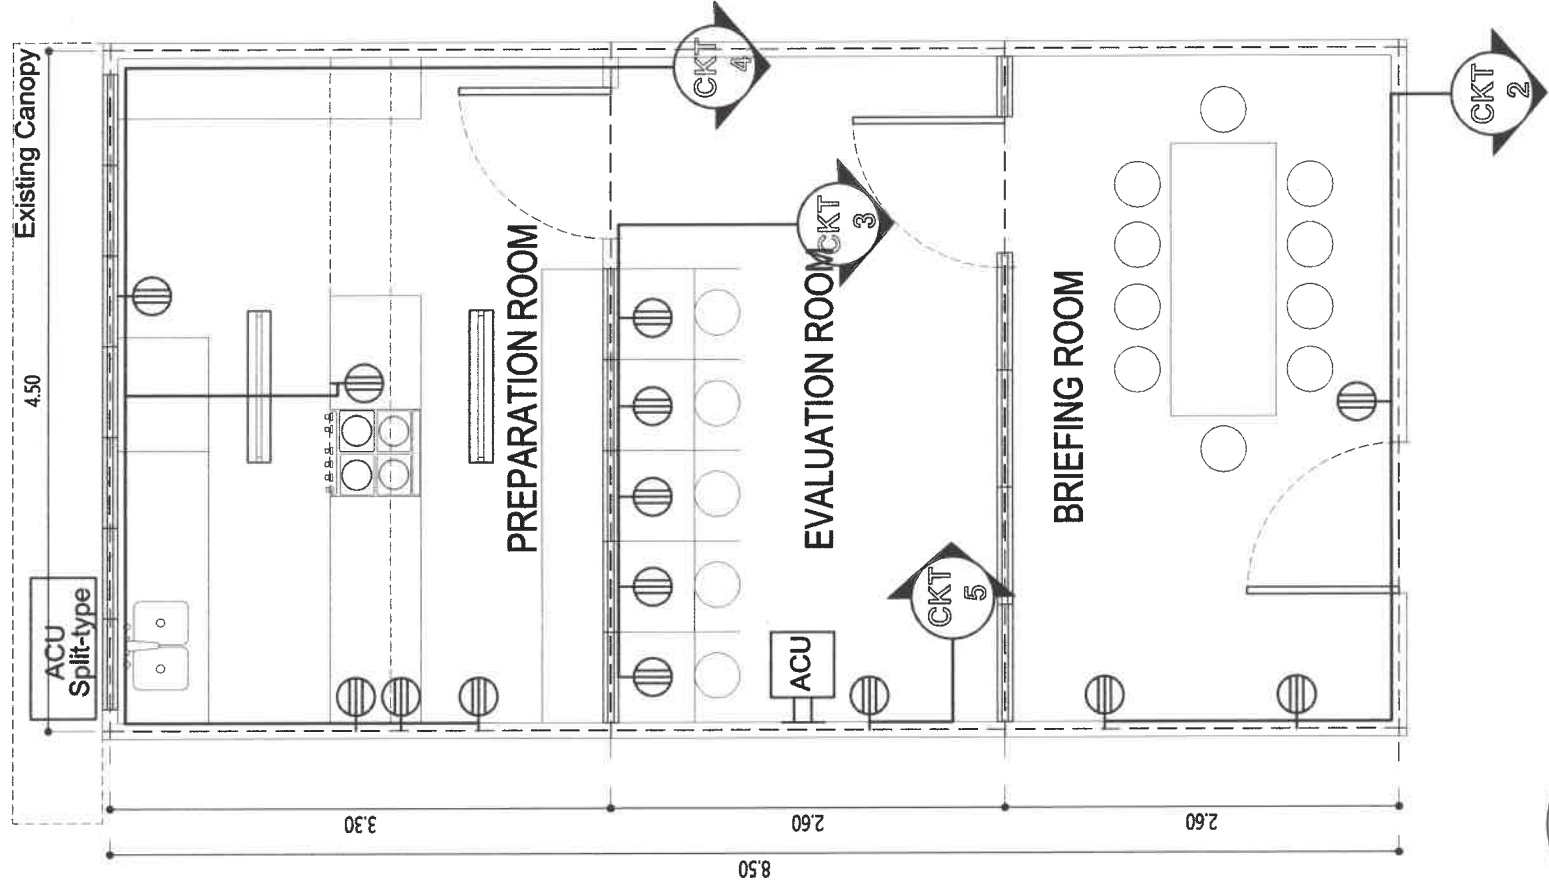 Existing Canopy
4.50
ACU
Split-type
CKT
4
CKT
2
CKT
3
PREPARATION ROOM
EVALUATION ROOM
BRIEFING ROOM
ACU
CKT
5
3.30
2.60
2.60
8.50